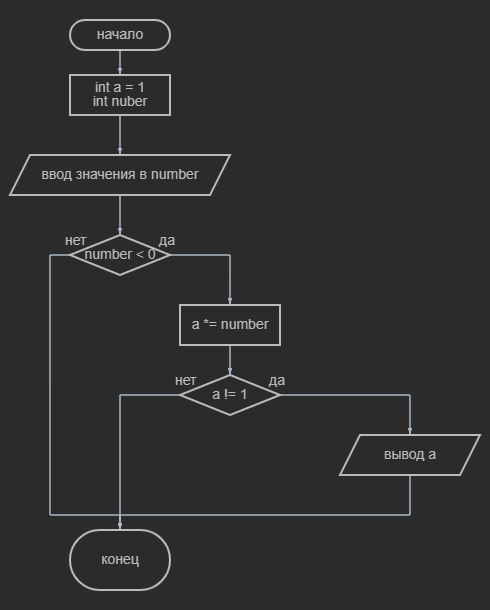 начало
int a = 1
int nuber
ввод значения в number
нет
да
number < 0
a *= number
нет
да
a != 1
вывод a
конец